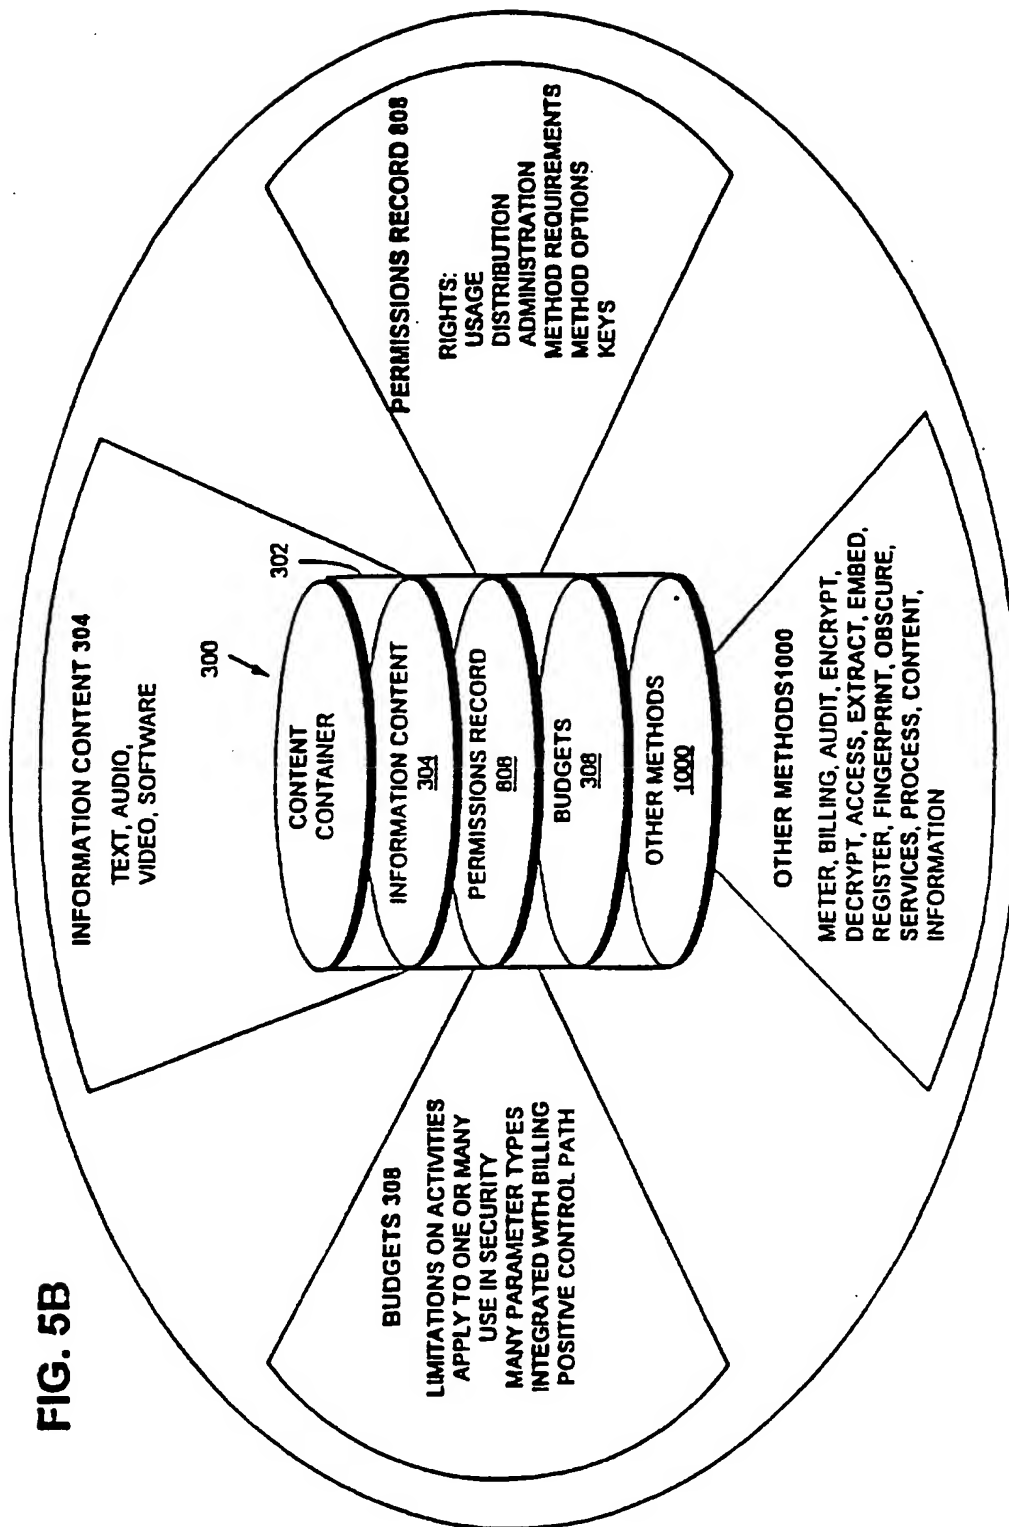 FIG. 5B
INFORMATION CONTENT 304
TEXT, AUDIO,
VIDEO, SOFTWARE
BUDGETS 308
LIMITATIONS ON ACTIVITIES
APPLY TO ONE OR MANY
USE IN SECURITY
MANY PARAMETER TYPES
INTEGRATED WITH BILLING
POSITIVE CONTROL PATH
300
302
CONTENT
CONTAINER
INFORMATION CONTENT
304
PERMISSIONS RECORD
808
BUDGETS
308
OTHER METHODS
1000
PERMISSIONS RECORD 808
RIGHTS:
USAGE
DISTRIBUTION
ADMINISTRATION
METHOD REQUIREMENTS
METHOD OPTIONS
KEYS
OTHER METHODS1000
METER, BILLING, AUDIT, ENCRYPT,
DECRYPT, ACCESS, EXTRACT, EMBED,
REGISTER, FINGERPRINT, OBSCURE,
SERVICES, PROCESS, CONTENT,
INFORMATION